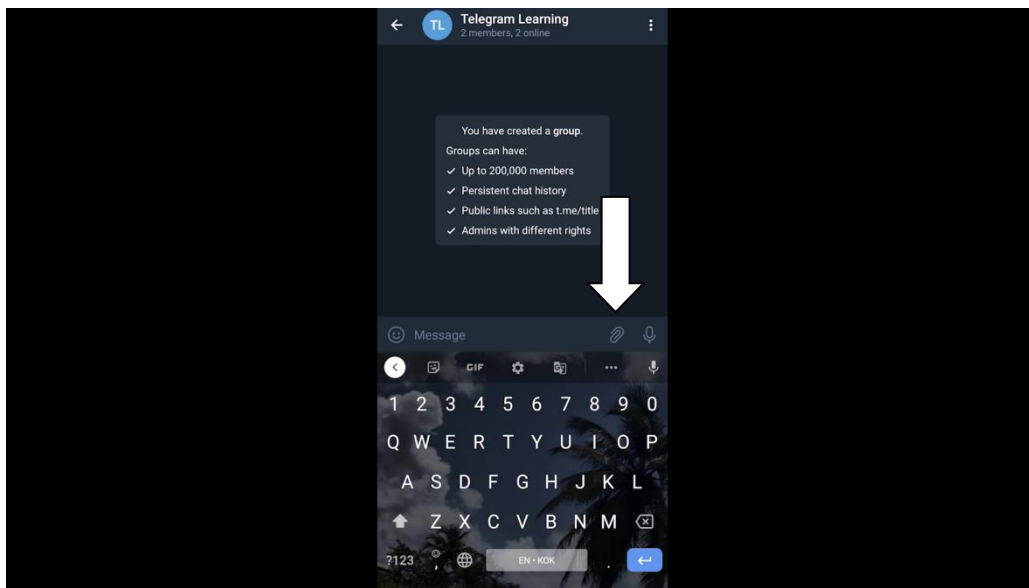 TL
Telegram Learning
2 members, 2 online
You have created a group.
Groups can have:
Up to 200,000 members
Persistent chat history
Public links such as t.me/title
Admins with different rights
Message
GIF
1 2 3 4 5 6 7 8 9 0
Q W E R T Y U I O P
A S D F G H J K L
Z X C V B N M
?123 , EN • KOK .